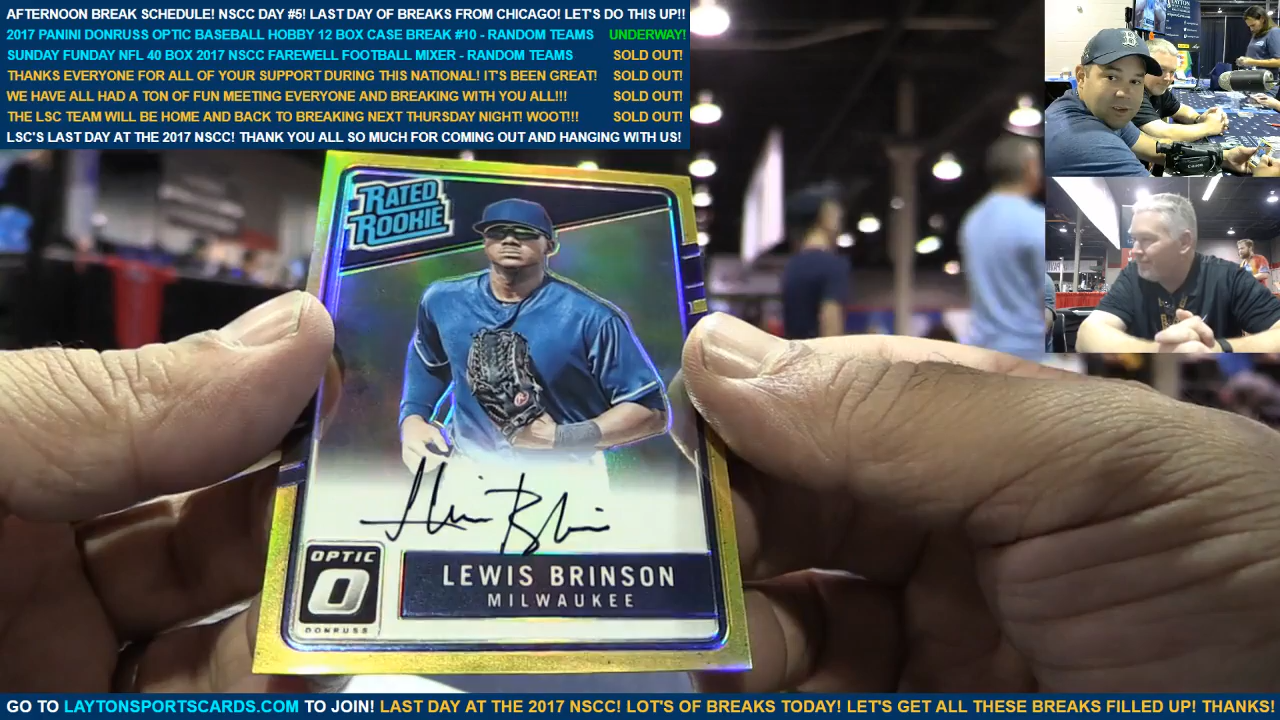 AFTERNOON BREAK SCHEDULE! NSCC DAY #5! LAST DAY OF BREAKS FROM CHICAGO! LET'S DO THIS UP!!
2017 PANINI DONRUSS OPTIC BASEBALL HOBBY 12 BOX CASE BREAK #10 - RANDOM TEAMS UNDERWAY!
SUNDAY FUNDAY NFL 40 BOX 2017 NSCC FAREWELL FOOTBALL MIXER - RANDOM TEAMS SOLD OUT!
THANKS EVERYONE FOR ALL OF YOUR SUPPORT DURING THIS NATIONAL! IT'S BEEN GREAT! SOLD OUT!
WE HAVE ALL HAD A TON OF FUN MEETING EVERYONE AND BREAKING WITH YOU ALL!!! SOLD OUT!
THE LSC TEAM WILL BE HOME AND BACK TO BREAKING NEXT THURSDAY NIGHT! WOOT!!! SOLD OUT!
LSC'S LAST DAY AT THE 2017 NSCC! THANK YOU ALL SO MUCH FOR COMING OUT AND HANGING WITH US!
RATED
ROOKIE
B
Canon
Lewis Brinson
OPTIC
O
DONRUSS
LEWIS BRINSON
MILWAUKEE
GO TO LAYTONSPORTSCARDS.COM TO JOIN! LAST DAY AT THE 2017 NSCC! LOT'S OF BREAKS TODAY! LET'S GET ALL THESE BREAKS FILLED UP! THANKS!